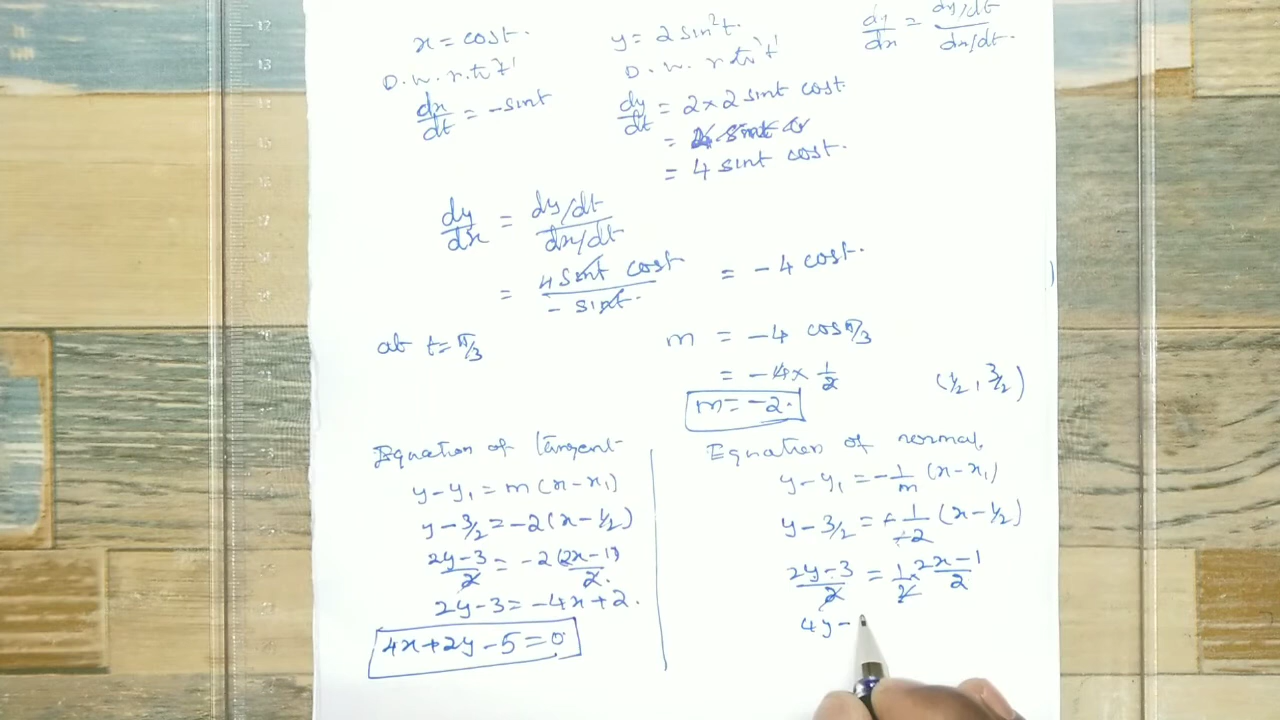 x = cost.
y = 2 sin²t.
dy/dx = (dy/dt)/(dx/dt).
D. w. r. to 't'
D. w. r. to 't'
dx/dt = -sint
dy/dt = 2×2 sint cost.
=
= 4 sint cost.
dy/dx = (dy/dt)/(dx/dt)
= (4 sint cost)/(- sint.) = -4 cost.
at t = π/3
m = -4 cos π/3
= -4 × 1/2
(1/2, 3/2)
m = -2.
Equation of tangent
y - y₁ = m (x - x₁)
y - 3/2 = -2 (x - 1/2)
(2y - 3)/2 = -2 (2x - 1)/2.
2y - 3 = -4x + 2.
4x + 2y - 5 = 0
Equation of normal.
y - y₁ = -1/m (x - x₁)
y - 3/2 = +1/+2 (x - 1/2)
(2y - 3)/2 = 1/2 × (2x - 1)/2
4y -